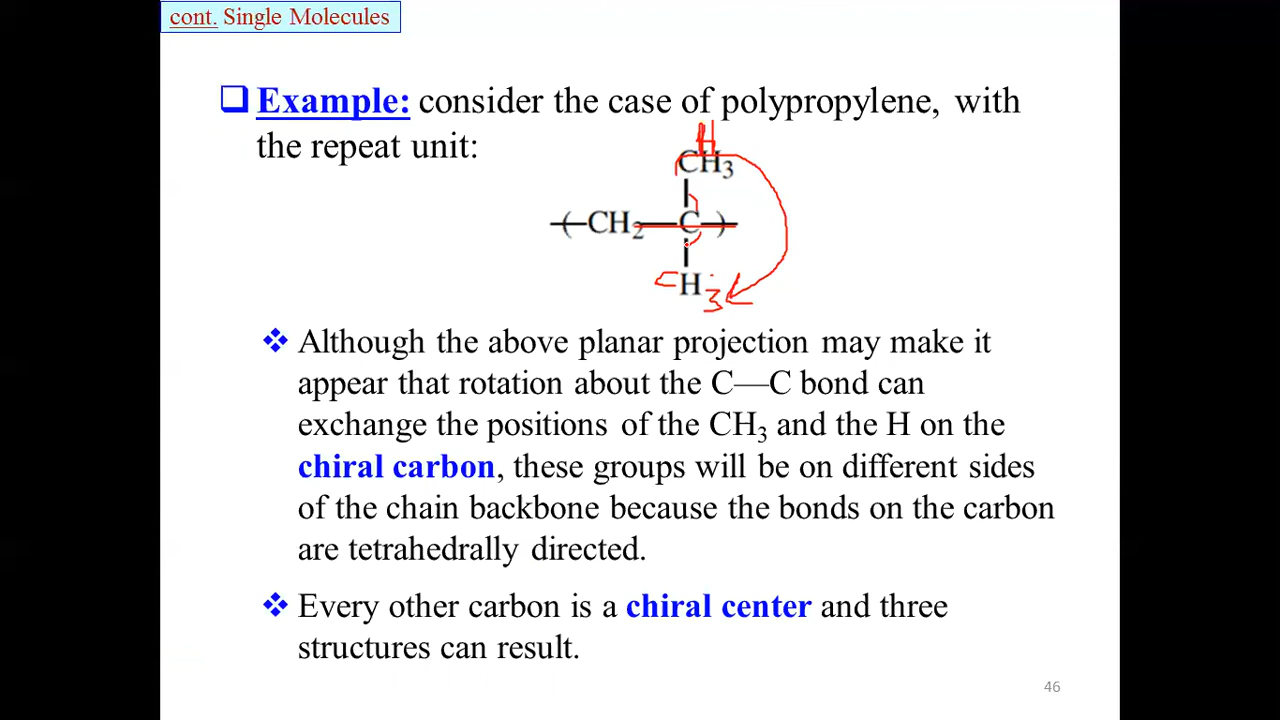 cont. Single Molecules
❑ Example: consider the case of polypropylene, with
the repeat unit:
H
CH₃
—(—CH₂—C—)—
CH₃
❖ Although the above planar projection may make it
appear that rotation about the C—C bond can
exchange the positions of the CH₃ and the H on the
chiral carbon, these groups will be on different sides
of the chain backbone because the bonds on the carbon
are tetrahedrally directed.
❖ Every other carbon is a chiral center and three
structures can result.
46